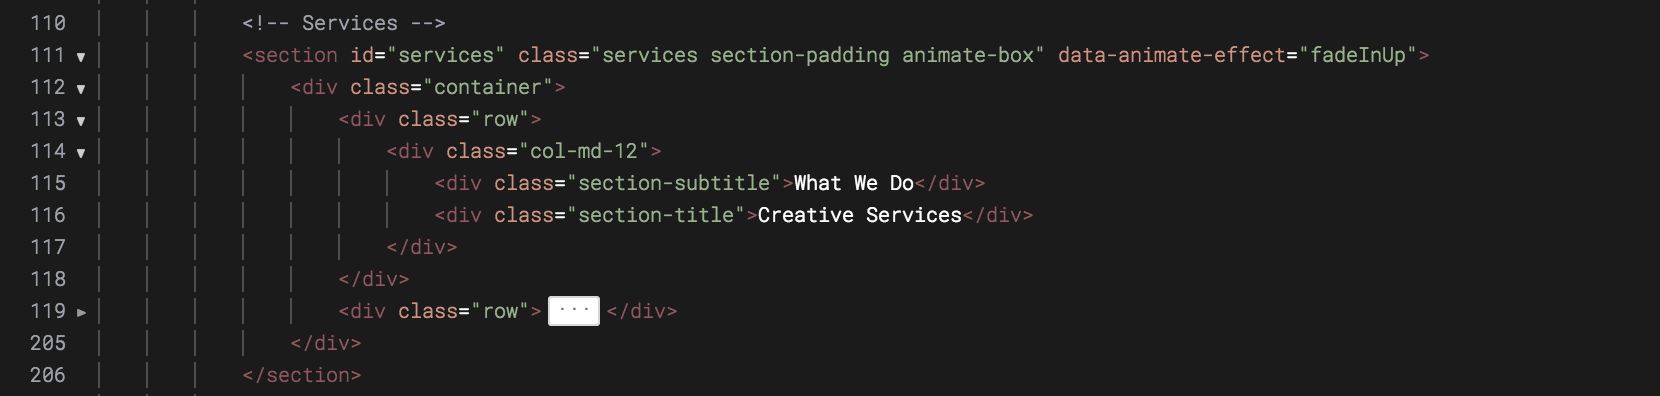 110 <!-- Services -->
111 <section id="services" class="services section-padding animate-box" data-animate-effect="fadeInUp">
112 <div class="container">
113 <div class="row">
114 <div class="col-md-12">
115 <div class="section-subtitle">What We Do</div>
116 <div class="section-title">Creative Services</div>
117 </div>
118 </div>
119 <div class="row"> ... </div>
205 </div>
206 </section>